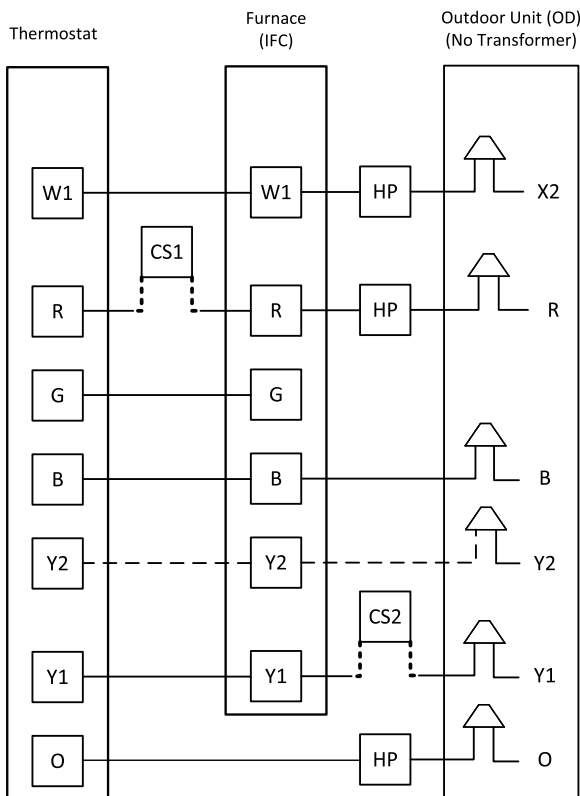 Thermostat
Furnace
(IFC)
Outdoor Unit (OD)
(No Transformer)
W1
W1
HP
X2
CS1
R
R
HP
R
G
G
B
B
B
Y2
Y2
Y2
CS2
Y1
Y1
Y1
O
HP
O